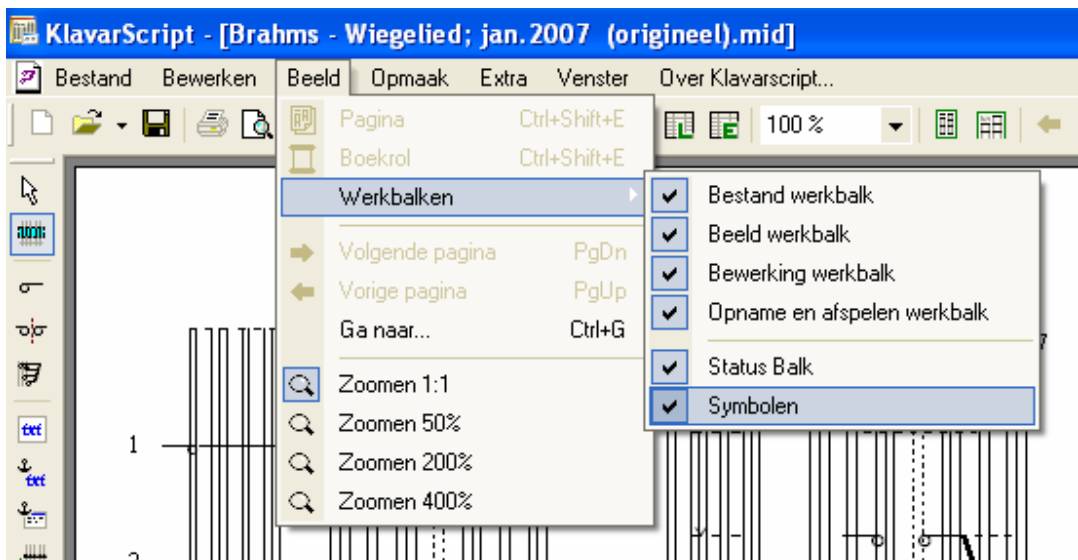 KlavarScript - [Brahms - Wiegelied; jan.2007 (origineel).mid]
Bestand Bewerken Beeld Opmaak Extra Venster Over Klavarscript...
L E 100 %
Pagina Ctrl+Shift+E
Boekrol Ctrl+Shift+E
Werkbalken
Volgende pagina PgDn
Vorige pagina PgUp
Ga naar... Ctrl+G
Zoomen 1:1
Zoomen 50%
Zoomen 200%
Zoomen 400%
Bestand werkbalk
Beeld werkbalk
Bewerking werkbalk
Opname en afspelen werkbalk
Status Balk
Symbolen
txt
txt
1